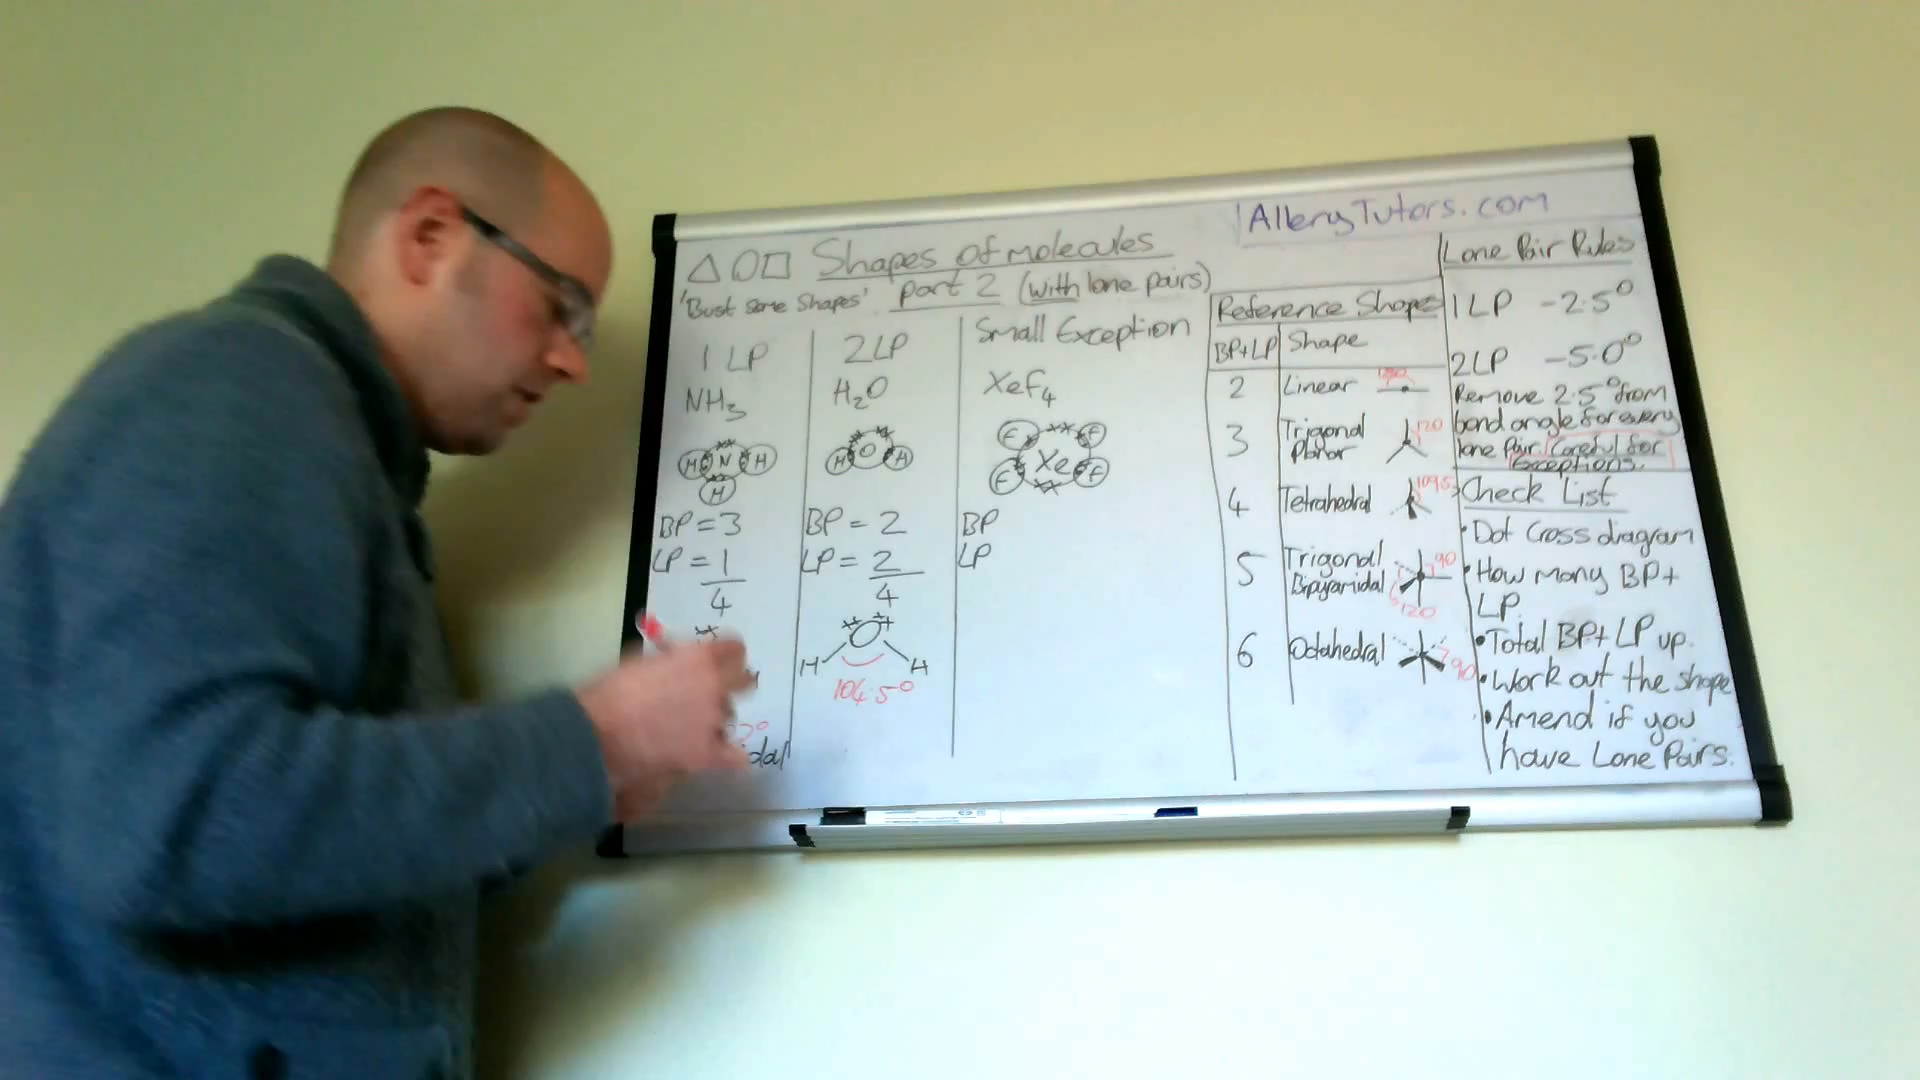 AlleryTutors.com
Shapes of molecules
'Bust some Shapes' part 2 (with lone pairs)
1 LP
NH3
H N H
H
BP = 3
LP = 1
4
idal
2LP
H2O
H O H
BP = 2
LP = 2
4
O
H H
104.5°
Small Exception
XeF4
F F
Xe
F F
BP
LP
Reference Shape
BP+LP Shape
2 Linear 180
3 Trigonal
Planar 120
4 Tetrahedral 109.5
5 Trigonal 90
Bipyramidal
120
6 Octahedral 90
Lone Pair Rules
1 LP -2.5°
2LP -5.0°
Remove 2.5° from
bond angle for every
lone pair. Careful for
Exceptions.
Check List
• Dot Cross diagram
• How many BP+
LP.
• Total BP+LP up.
• Work out the shape
• Amend if you
have Lone Pairs.